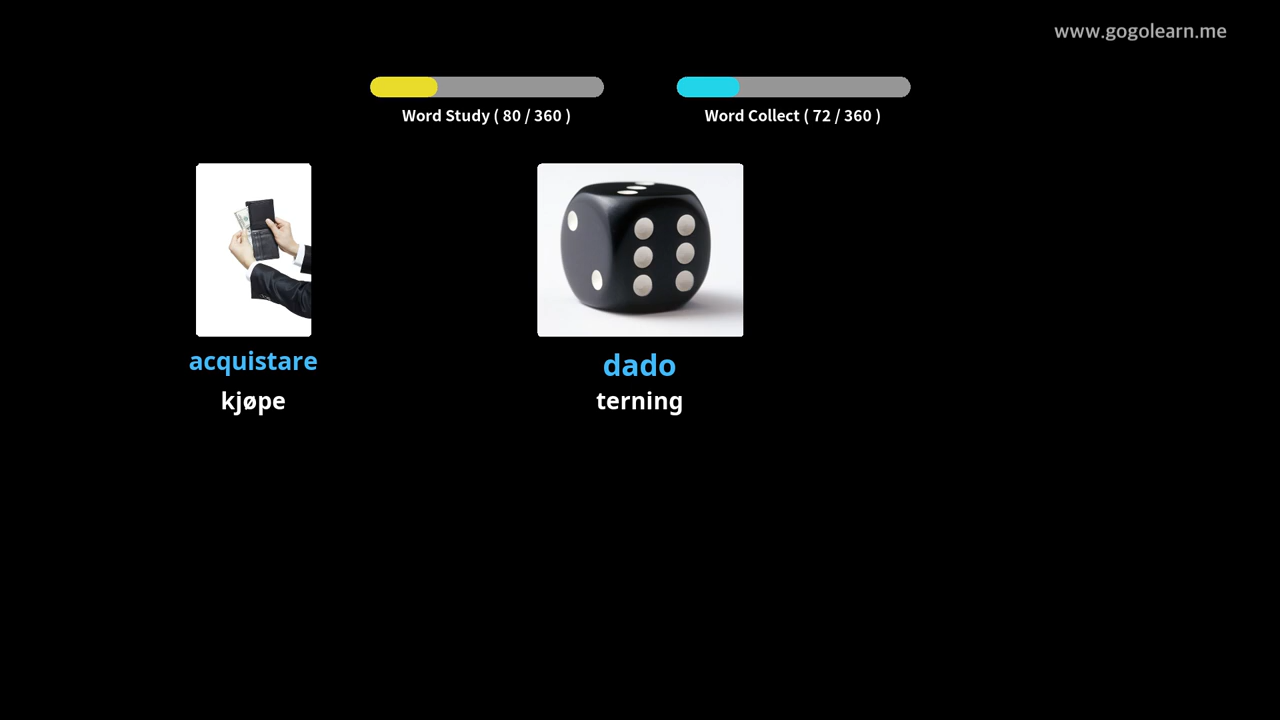 www.gogolearn.me
Word Study ( 80 / 360 )
Word Collect ( 72 / 360 )
acquistare
kjøpe
dado
terning